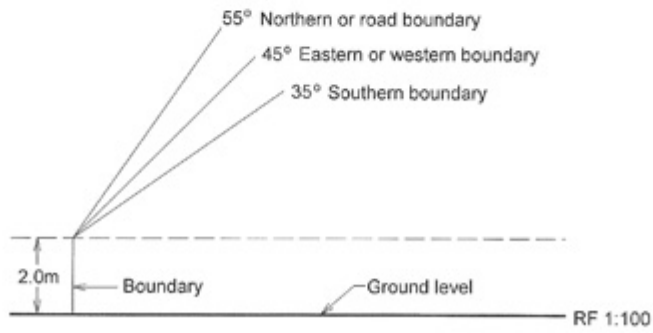 55° Northern or road boundary
45° Eastern or western boundary
35° Southern boundary
2.0m
Boundary
Ground level
RF 1:100